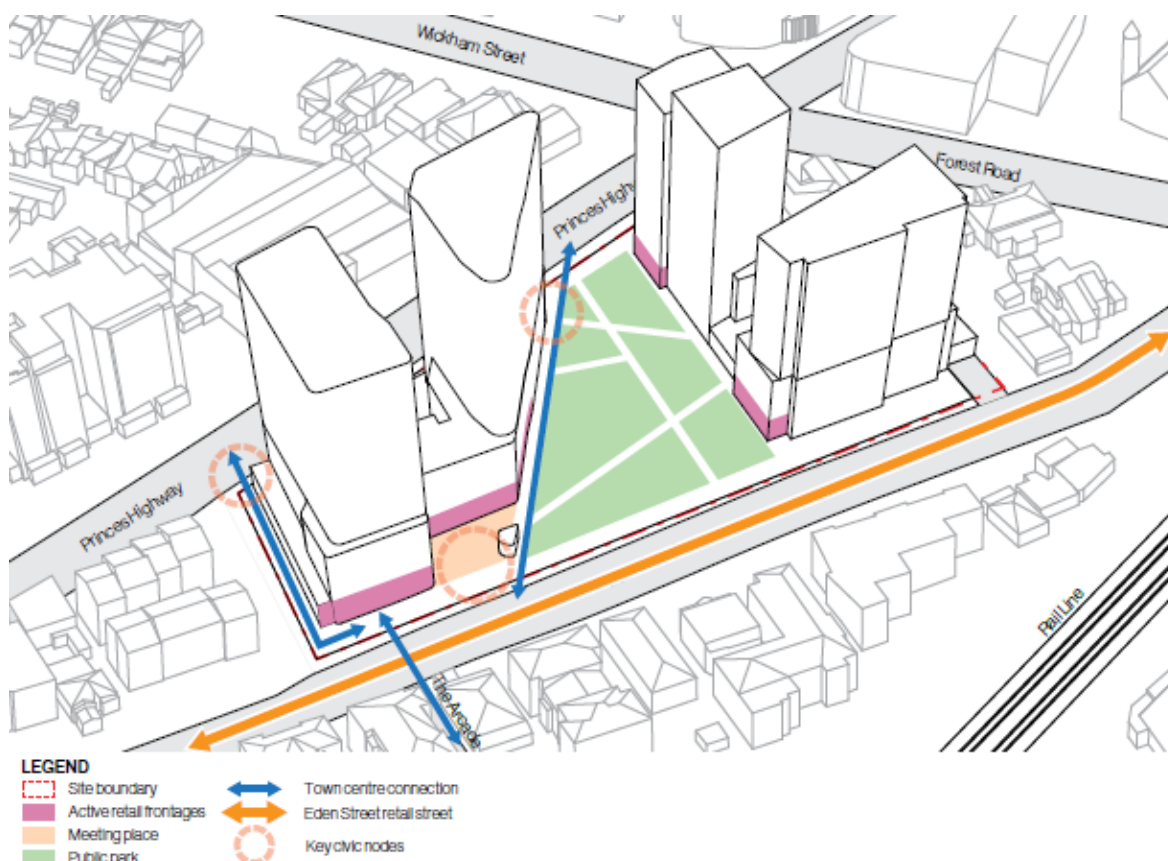 Wickham Street
Forest Road
Princes High
Princes Highway
Rail Line
The Arcade
LEGEND
Site boundary
Active retail frontages
Meeting place
Public park
Town centre connection
Eden Street retail street
Key civic nodes